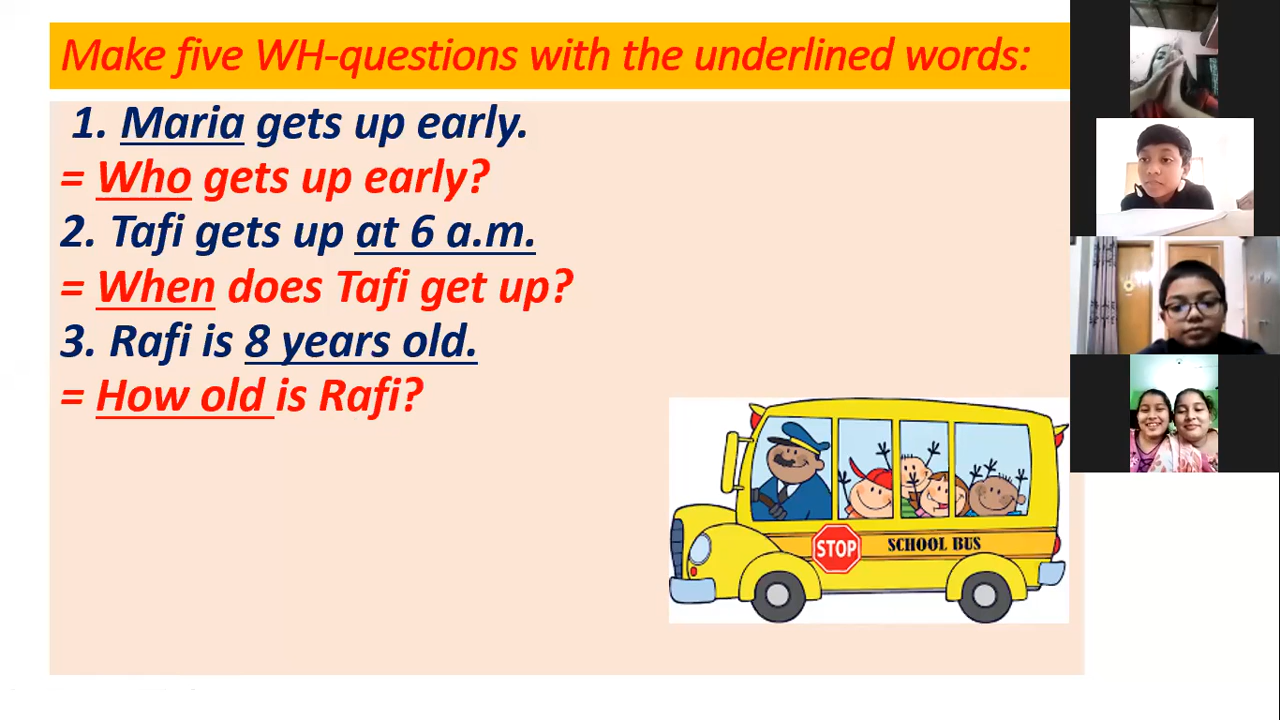 Make five WH-questions with the underlined words:
1. Maria gets up early.
= Who gets up early?
2. Tafi gets up at 6 a.m.
= When does Tafi get up?
3. Rafi is 8 years old.
= How old is Rafi?
STOP
SCHOOL BUS